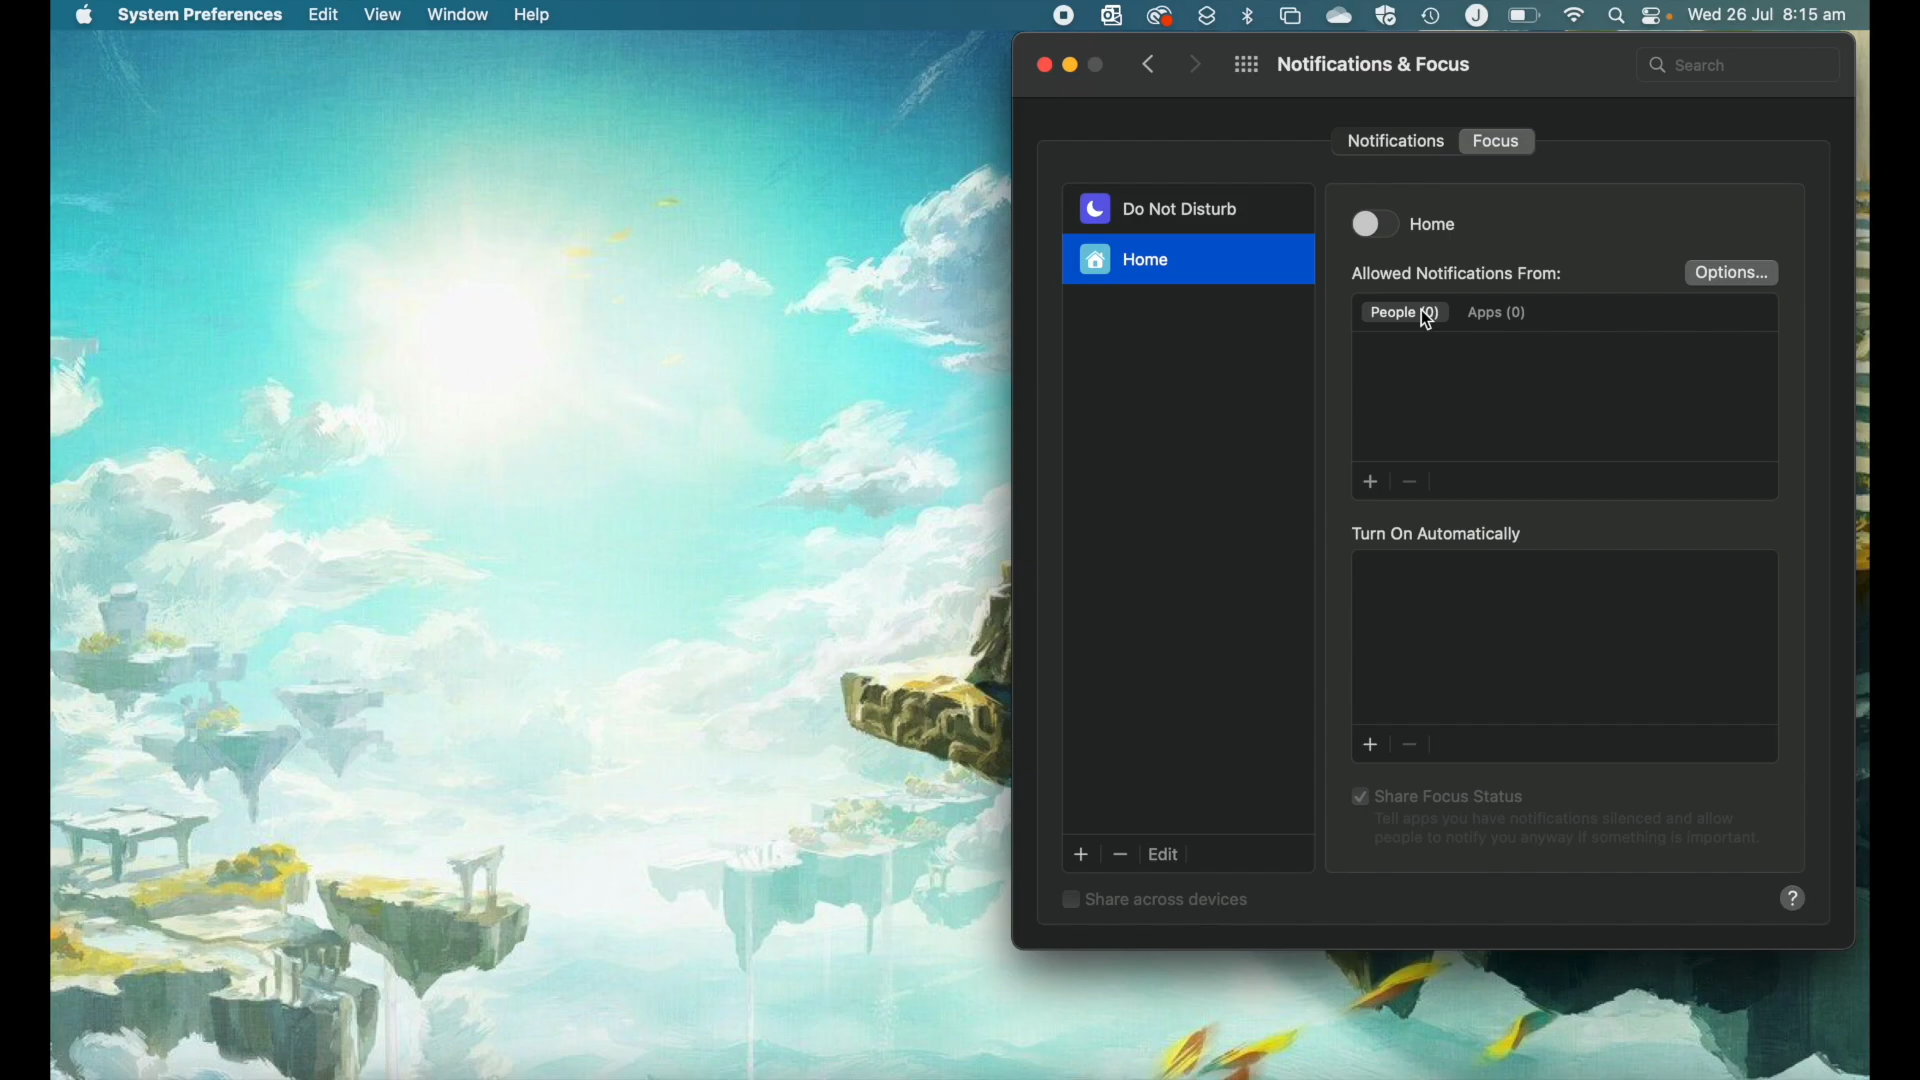 System Preferences Edit View Window Help
J Wed 26 Jul 8:15 am
Notifications & Focus
Search
Notifications Focus
Do Not Disturb
Home
Home
Allowed Notifications From: Options...
People (0) Apps (0)
+ −
Turn On Automatically
+ −
Share Focus Status
Tell apps you have notifications silenced and allow
people to notify you anyway if something is important.
+ − Edit
Share across devices
?